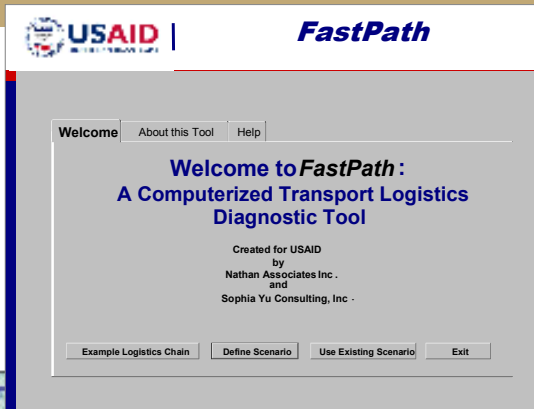 USAID
FastPath
Welcome
About this Tool
Help
Welcome to FastPath :
A Computerized Transport Logistics
Diagnostic Tool
Created for USAID
by
Nathan Associates Inc .
and
Sophia Yu Consulting, Inc .
Example Logistics Chain
Define Scenario
Use Existing Scenario
Exit